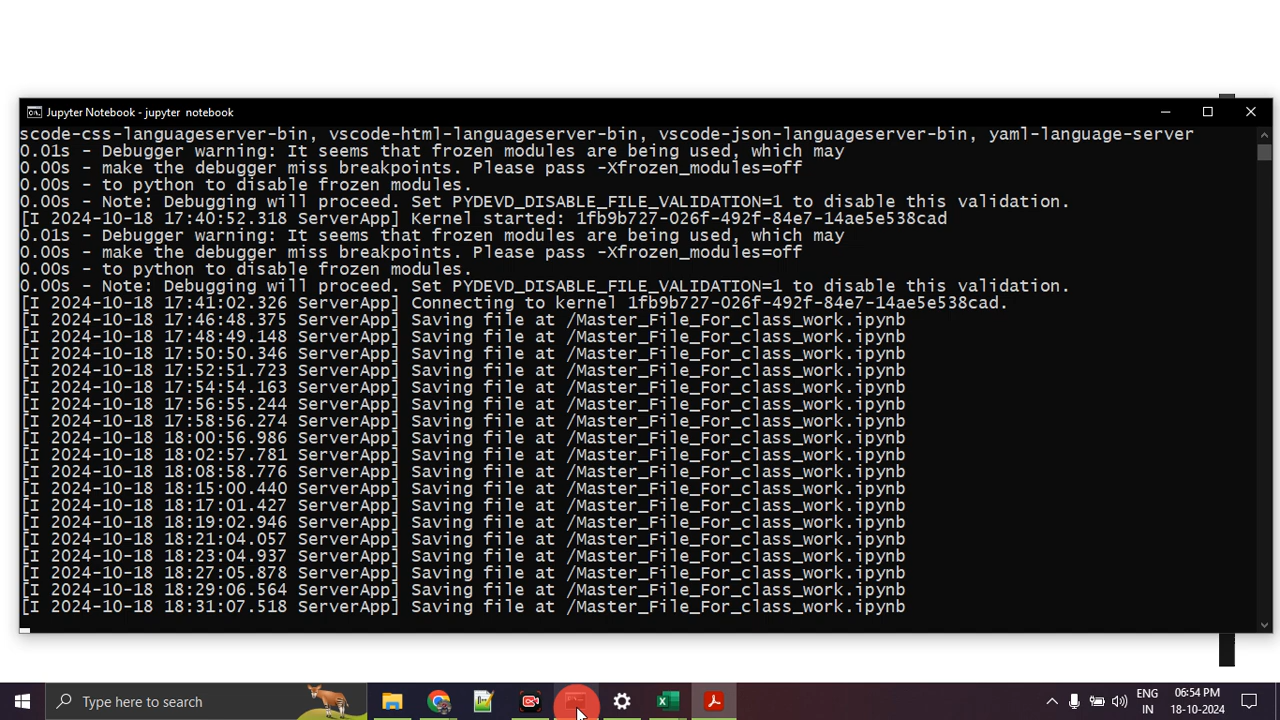 Jupyter Notebook - jupyter  notebook
scode-css-languageserver-bin, vscode-html-languageserver-bin, vscode-json-languageserver-bin, yaml-language-server
0.01s - Debugger warning: It seems that frozen modules are being used, which may
0.00s - make the debugger miss breakpoints. Please pass -Xfrozen_modules=off
0.00s - to python to disable frozen modules.
0.00s - Note: Debugging will proceed. Set PYDEVD_DISABLE_FILE_VALIDATION=1 to disable this validation.
[I 2024-10-18 17:40:52.318 ServerApp] Kernel started: 1fb9b727-026f-492f-84e7-14ae5e538cad
0.01s - Debugger warning: It seems that frozen modules are being used, which may
0.00s - make the debugger miss breakpoints. Please pass -Xfrozen_modules=off
0.00s - to python to disable frozen modules.
0.00s - Note: Debugging will proceed. Set PYDEVD_DISABLE_FILE_VALIDATION=1 to disable this validation.
[I 2024-10-18 17:41:02.326 ServerApp] Connecting to kernel 1fb9b727-026f-492f-84e7-14ae5e538cad.
[I 2024-10-18 17:46:48.375 ServerApp] Saving file at /Master_File_For_class_work.ipynb
[I 2024-10-18 17:48:49.148 ServerApp] Saving file at /Master_File_For_class_work.ipynb
[I 2024-10-18 17:50:50.346 ServerApp] Saving file at /Master_File_For_class_work.ipynb
[I 2024-10-18 17:52:51.723 ServerApp] Saving file at /Master_File_For_class_work.ipynb
[I 2024-10-18 17:54:54.163 ServerApp] Saving file at /Master_File_For_class_work.ipynb
[I 2024-10-18 17:56:55.244 ServerApp] Saving file at /Master_File_For_class_work.ipynb
[I 2024-10-18 17:58:56.274 ServerApp] Saving file at /Master_File_For_class_work.ipynb
[I 2024-10-18 18:00:56.986 ServerApp] Saving file at /Master_File_For_class_work.ipynb
[I 2024-10-18 18:02:57.781 ServerApp] Saving file at /Master_File_For_class_work.ipynb
[I 2024-10-18 18:08:58.776 ServerApp] Saving file at /Master_File_For_class_work.ipynb
[I 2024-10-18 18:15:00.440 ServerApp] Saving file at /Master_File_For_class_work.ipynb
[I 2024-10-18 18:17:01.427 ServerApp] Saving file at /Master_File_For_class_work.ipynb
[I 2024-10-18 18:19:02.946 ServerApp] Saving file at /Master_File_For_class_work.ipynb
[I 2024-10-18 18:21:04.057 ServerApp] Saving file at /Master_File_For_class_work.ipynb
[I 2024-10-18 18:23:04.937 ServerApp] Saving file at /Master_File_For_class_work.ipynb
[I 2024-10-18 18:27:05.878 ServerApp] Saving file at /Master_File_For_class_work.ipynb
[I 2024-10-18 18:29:06.564 ServerApp] Saving file at /Master_File_For_class_work.ipynb
[I 2024-10-18 18:31:07.518 ServerApp] Saving file at /Master_File_For_class_work.ipynb
Type here to search
ENG
IN
06:54 PM
18-10-2024